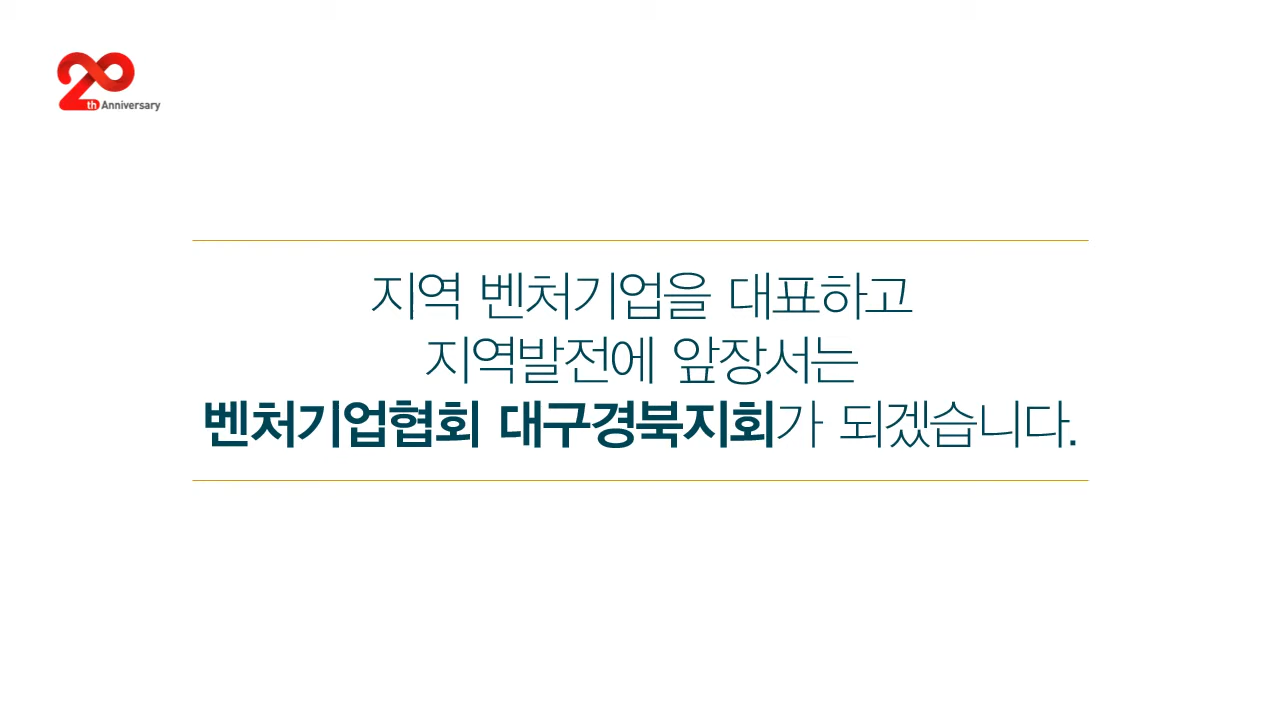 20th Anniversary
지역 벤처기업을 대표하고
지역발전에 앞장서는
벤처기업협회 대구경북지회가 되겠습니다.